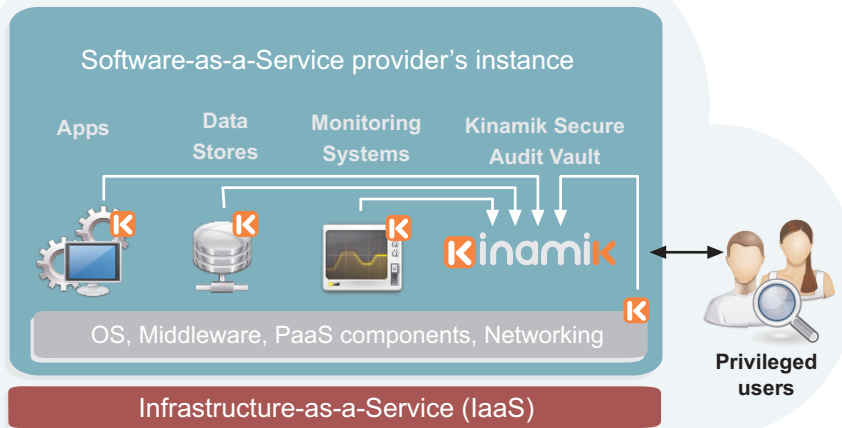 Software-as-a-Service provider's instance
Apps
Data
Stores
Monitoring
Systems
Kinamik Secure
Audit Vault
K
K
K
Kinamik
K
OS, Middleware, PaaS components, Networking
Privileged
users
Infrastructure-as-a-Service (IaaS)